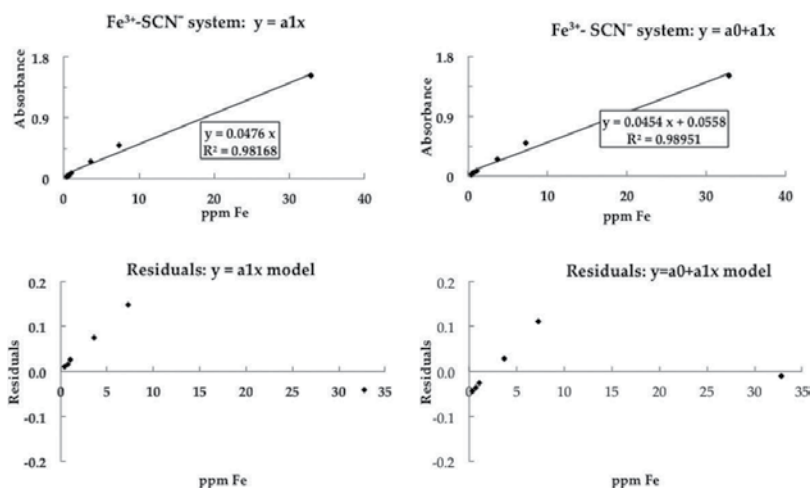 Fe³⁺-SCN⁻ system: y = a1x
1.8
0.9
0
Absorbance
y = 0.0476 x
R² = 0.98168
0
10
20
30
40
ppm Fe
Fe³⁺- SCN⁻ system: y = a0+a1x
1.8
0.9
0
Absorbance
y = 0.0454 x + 0.0558
R² = 0.98951
0
10
20
30
40
ppm Fe
Residuals: y = a1x model
0.2
0.1
0.0
-0.1
-0.2
Residuals
0
5
10
15
20
25
30
35
ppm Fe
Residuals: y=a0+a1x model
0.2
0.1
0.0
-0.1
-0.2
Residuals
0
5
10
15
20
25
30
35
ppm Fe